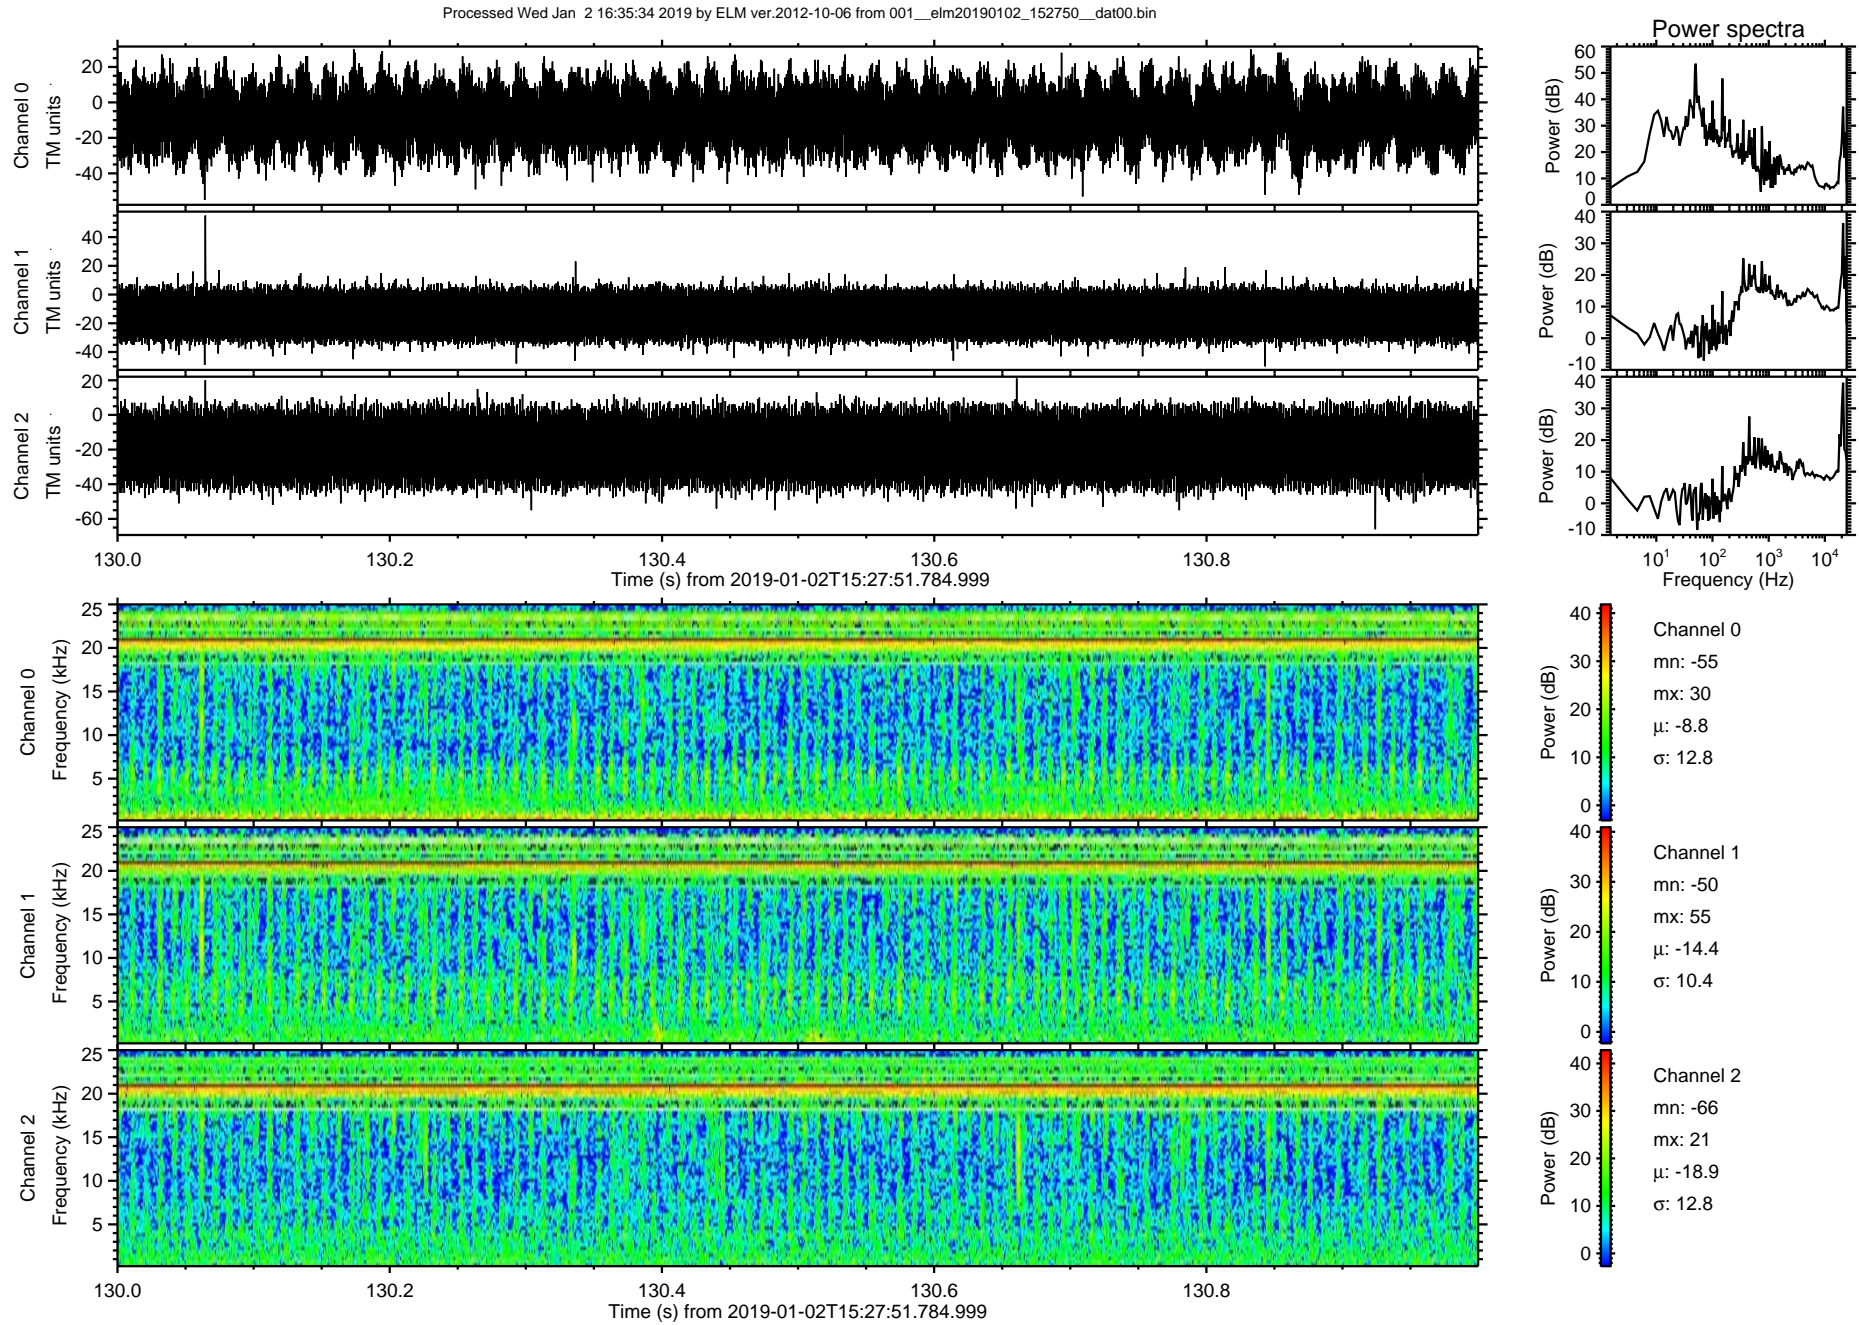 Processed Wed Jan  2 16:35:34 2019 by ELM ver.2012-10-06 from 001__elm20190102_152750__dat00.bin
Power spectra
Channel 0
TM units
20
0
-20
-40
Power (dB)
60
50
40
30
20
10
0
Channel 1
TM units
40
20
0
-20
-40
Power (dB)
40
30
20
10
0
-10
Channel 2
TM units
20
0
-20
-40
-60
Power (dB)
40
30
20
10
0
-10
130.0 130.2 130.4 130.6 130.8
Time (s) from 2019-01-02T15:27:51.784.999
10¹ 10² 10³ 10⁴
Frequency (Hz)
Channel 0
Frequency (kHz)
25
20
15
10
5
Power (dB)
40
30
20
10
0
Channel 0
mn: -55
mx: 30
μ: -8.8
σ: 12.8
Channel 1
Frequency (kHz)
25
20
15
10
5
Power (dB)
40
30
20
10
0
Channel 1
mn: -50
mx: 55
μ: -14.4
σ: 10.4
Channel 2
Frequency (kHz)
25
20
15
10
5
Power (dB)
40
30
20
10
0
Channel 2
mn: -66
mx: 21
μ: -18.9
σ: 12.8
130.0 130.2 130.4 130.6 130.8
Time (s) from 2019-01-02T15:27:51.784.999